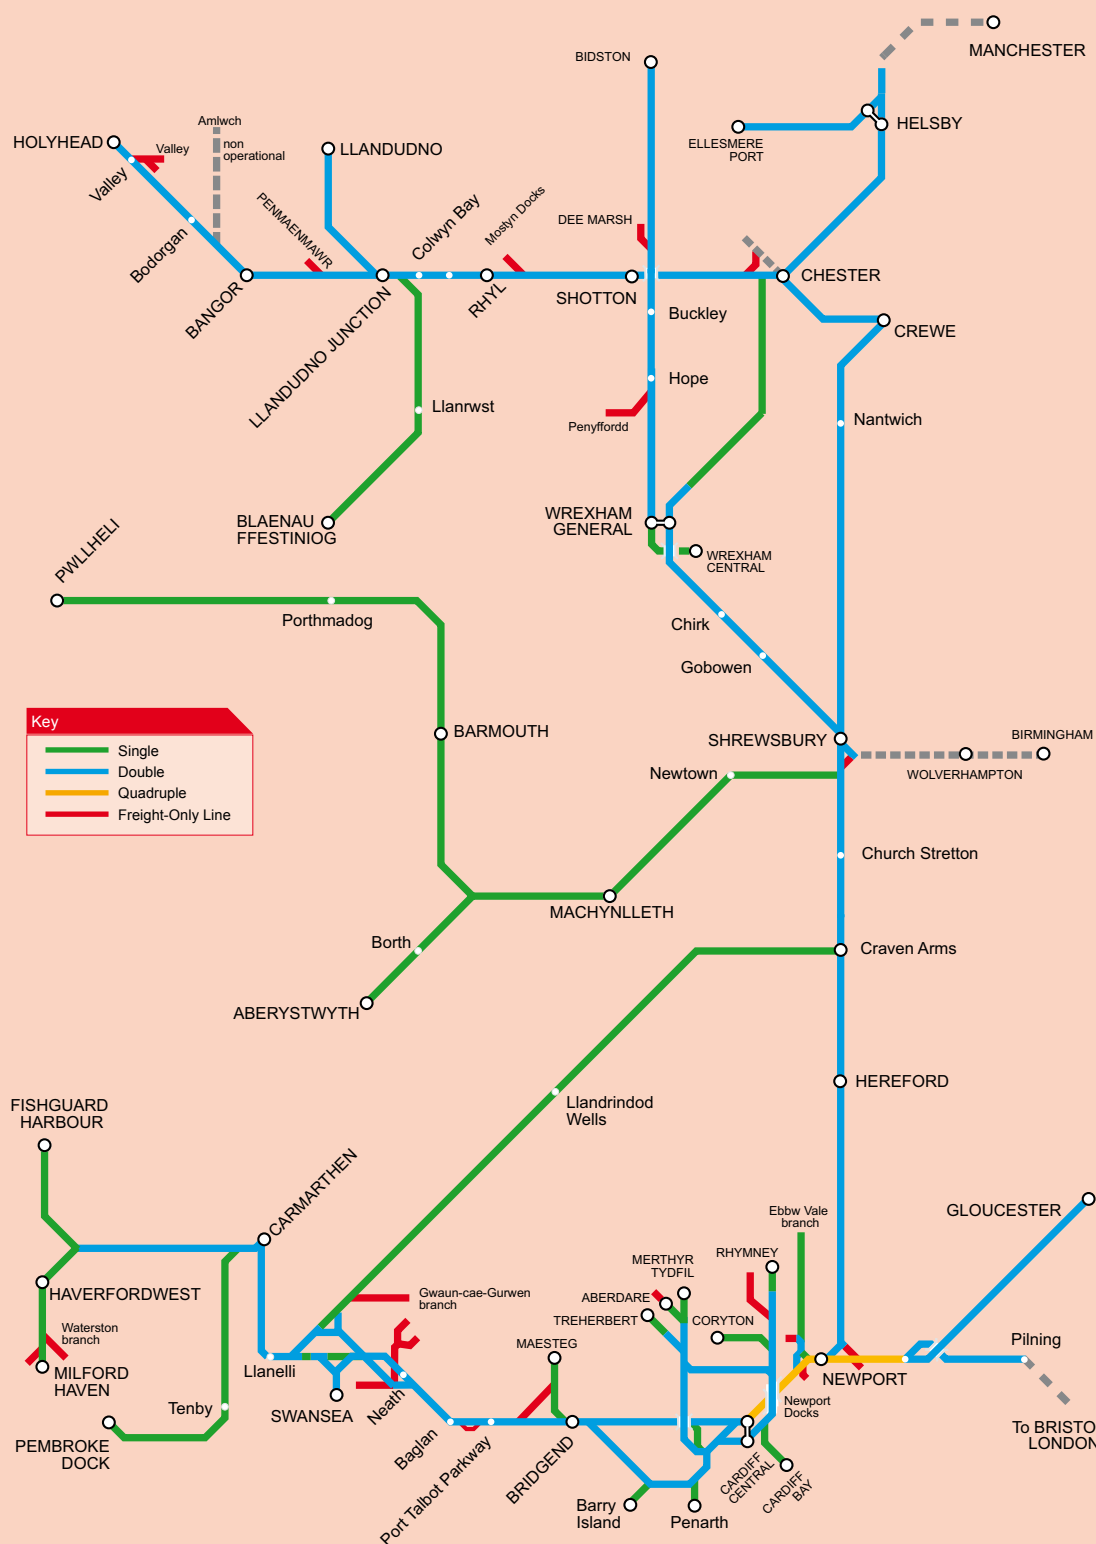 MANCHESTER
BIDSTON
HELSBY
ELLESMERE
PORT
Amlwch
non
operational
HOLYHEAD
Valley
Valley
LLANDUDNO
Bodorgan
PENMAENMAWR
Colwyn Bay
Mostyn Docks
DEE MARSH
BANGOR
LLANDUDNO JUNCTION
RHYL
SHOTTON
CHESTER
Buckley
CREWE
Hope
Llanrwst
Penyffordd
Nantwich
BLAENAU
FFESTINIOG
WREXHAM
GENERAL
WREXHAM
CENTRAL
PWLLHELI
Porthmadog
Chirk
Gobowen
Key
Single
Double
Quadruple
Freight-Only Line
BARMOUTH
SHREWSBURY
BIRMINGHAM
WOLVERHAMPTON
Newtown
Church Stretton
MACHYNLLETH
Borth
Craven Arms
ABERYSTWYTH
HEREFORD
Llandrindod
Wells
FISHGUARD
HARBOUR
CARMARTHEN
GLOUCESTER
Ebbw Vale
branch
MERTHYR
TYDFIL
RHYMNEY
HAVERFORDWEST
Gwaun-cae-Gurwen
branch
ABERDARE
TREHERBERT
CORYTON
Waterston
branch
MAESTEG
Pilning
MILFORD
HAVEN
Llanelli
NEWPORT
Tenby
SWANSEA
Neath
Newport
Docks
PEMBROKE
DOCK
Baglan
Port Talbot Parkway
BRIDGEND
CARDIFF
CENTRAL
CARDIFF
BAY
To BRISTO
LONDON
Barry
Island
Penarth